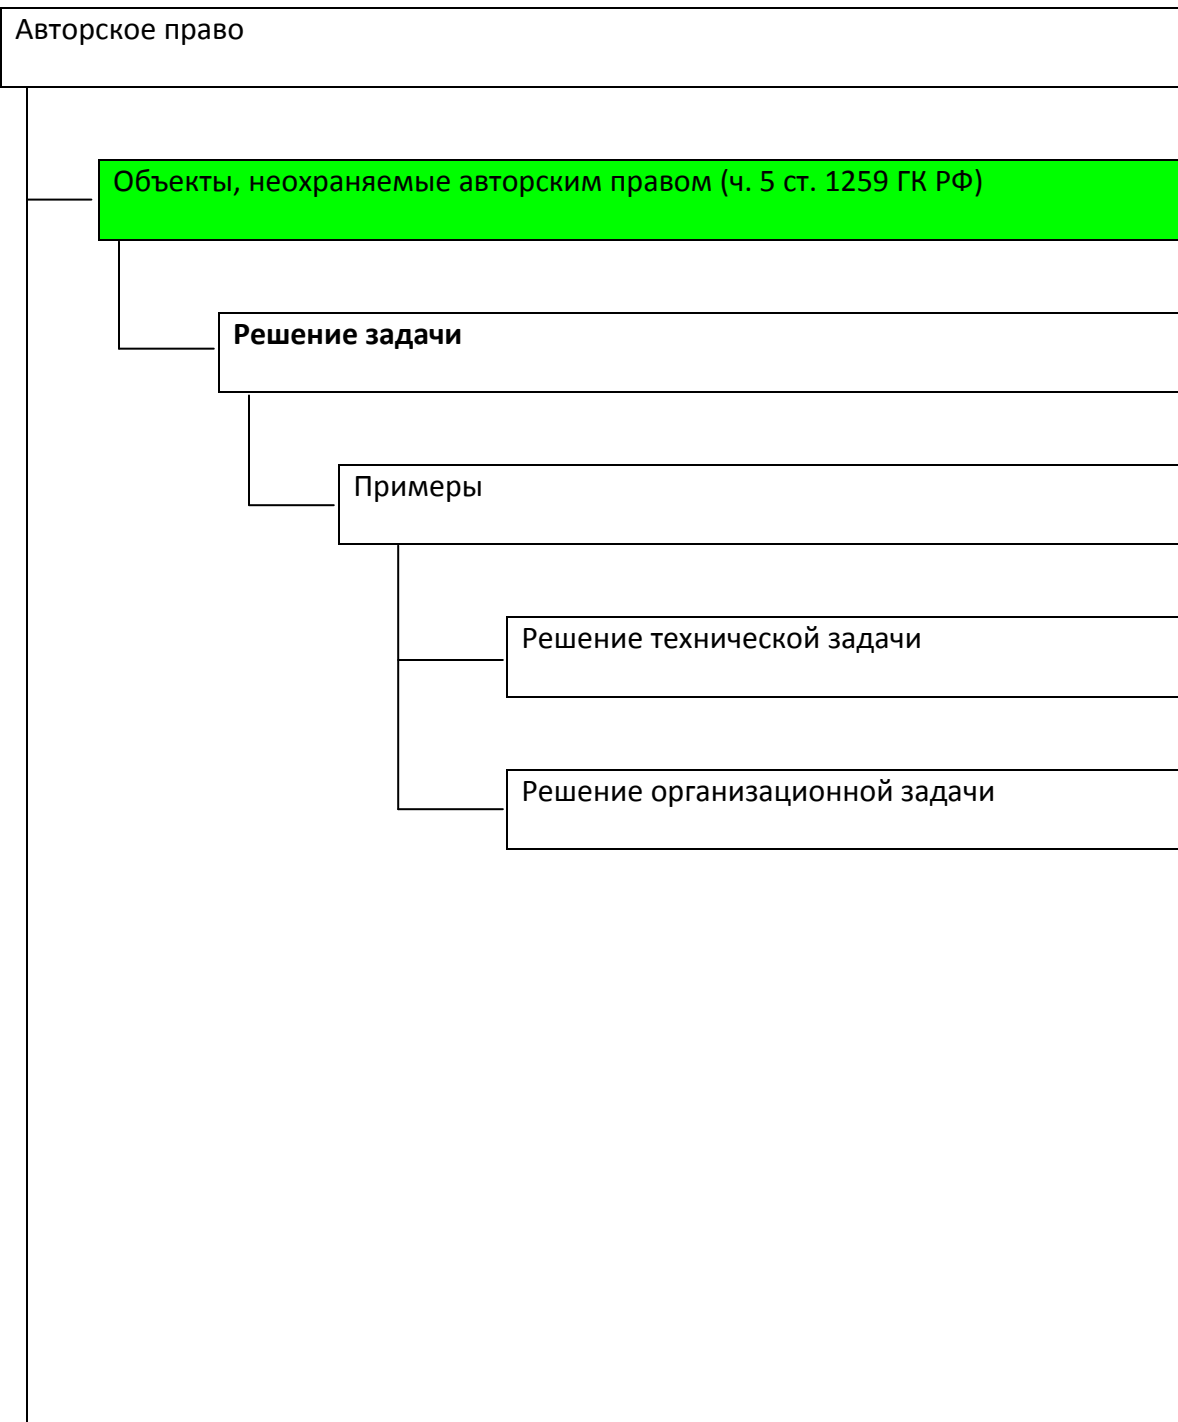 Авторское право
Объекты, неохраняемые авторским правом (ч. 5 ст. 1259 ГК РФ)
Решение задачи
Примеры
Решение технической задачи
Решение организационной задачи